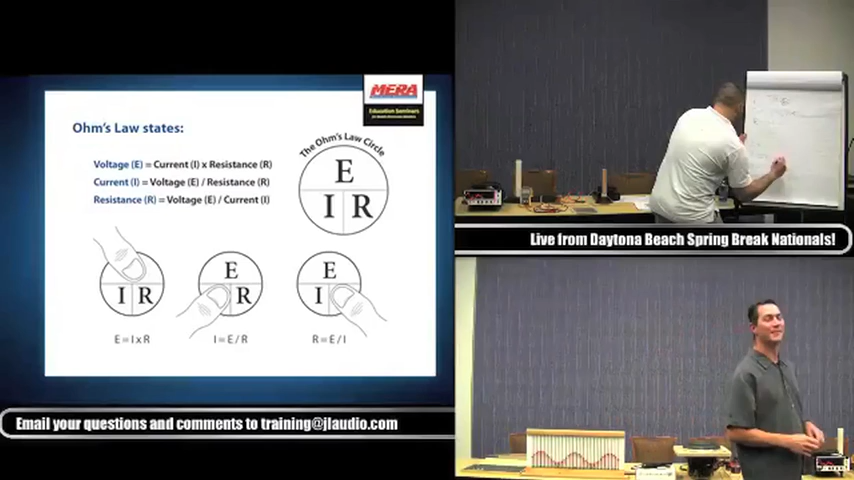 MERA
Education Seminars
Ohm's Law states:
The Ohm's Law Circle
Voltage (E) = Current (I) x Resistance (R)
Current (I) = Voltage (E) / Resistance (R)
Resistance (R) = Voltage (E) / Current (I)
E
I R
I R
E
R
E
I
E = I x R
I = E / R
R = E / I
Live from Daytona Beach Spring Break Nationals!
Email your questions and comments to training@jlaudio.com